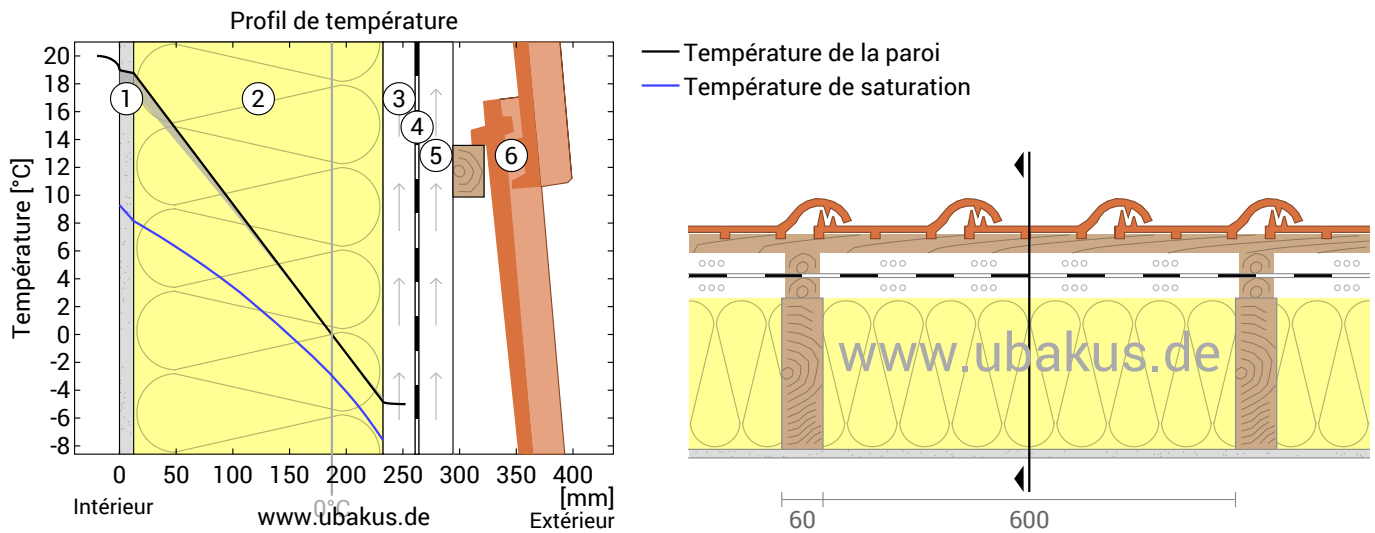 Profil de température
Température [°C]
20
18
16
14
12
10
8
6
4
2
0
-2
-4
-6
-8
1
2
3
4
5
6
0 50 100 150 200 250 300 350 400
[mm]
Intérieur
0°C
www.ubakus.de
Extérieur
Température de la paroi
Température de saturation
www.ubakus.de
60 600